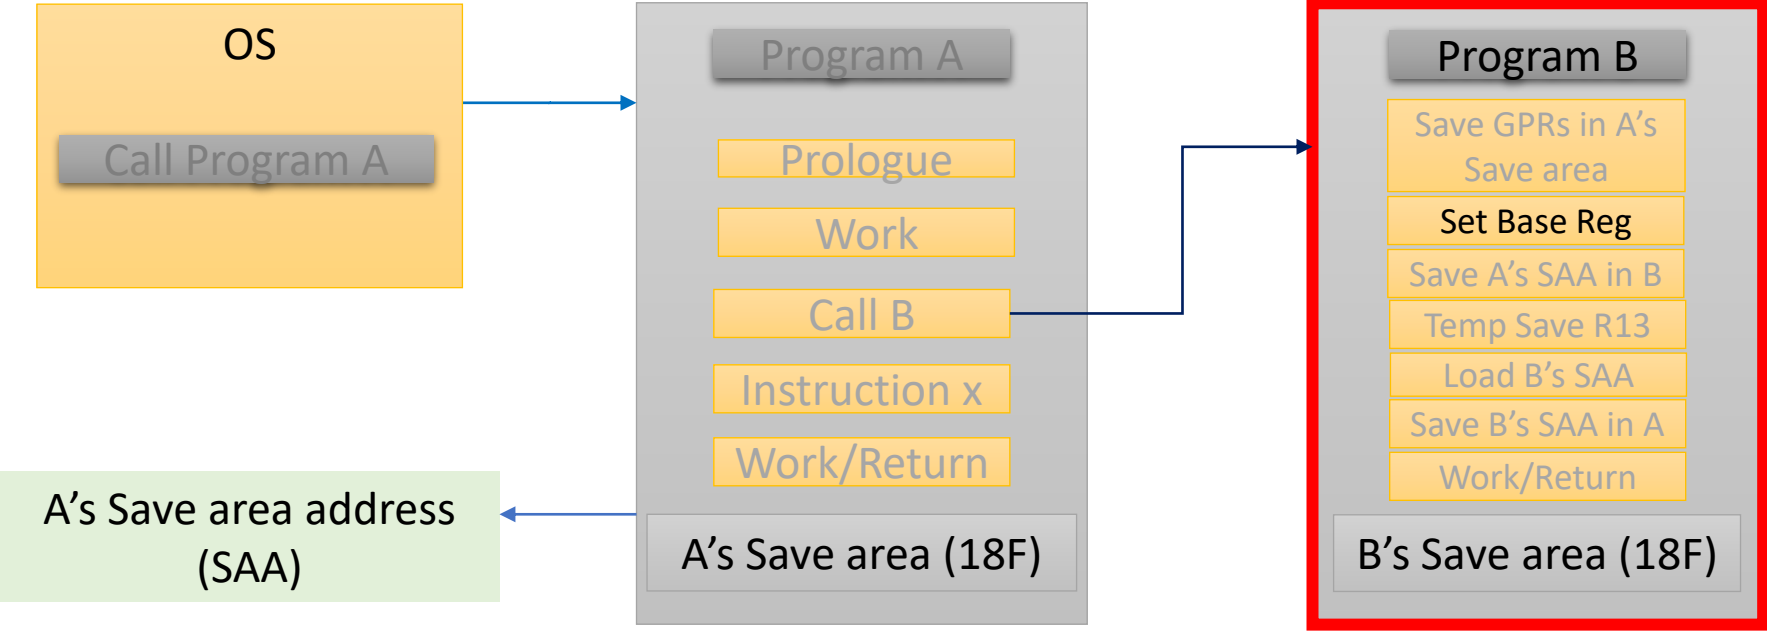 OS
Call Program A
A's Save area address
(SAA)
Program A
Prologue
Work
Call B
Instruction x
Work/Return
A's Save area (18F)
Program B
Save GPRs in A's
Save area
Set Base Reg
Save A's SAA in B
Temp Save R13
Load B's SAA
Save B's SAA in A
Work/Return
B's Save area (18F)